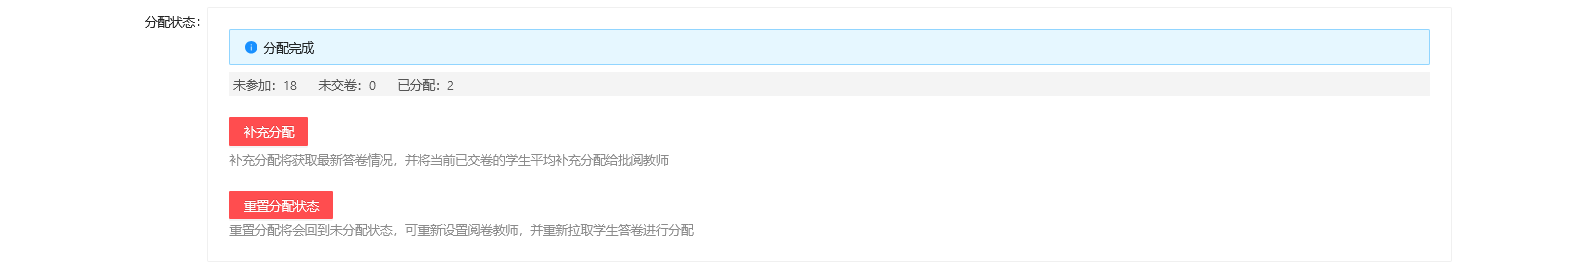 分配状态：
分配完成
未参加：18 未交卷：0 已分配：2
补充分配
补充分配将获取最新答卷情况，并将当前已交卷的学生平均补充分配给批阅教师
重置分配状态
重置分配将会回到未分配状态，可重新设置阅卷教师，并重新拉取学生答卷进行分配